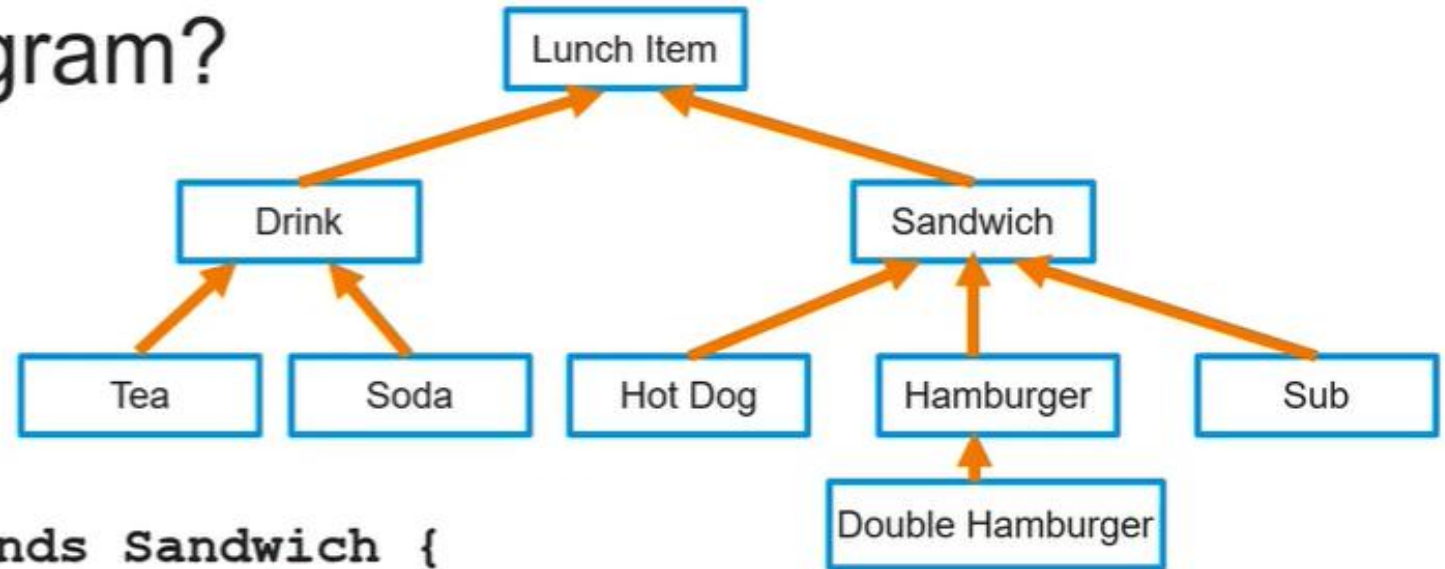 gram?
Lunch Item
Drink
Sandwich
Tea
Soda
Hot Dog
Hamburger
Sub
Double Hamburger
nds Sandwich {